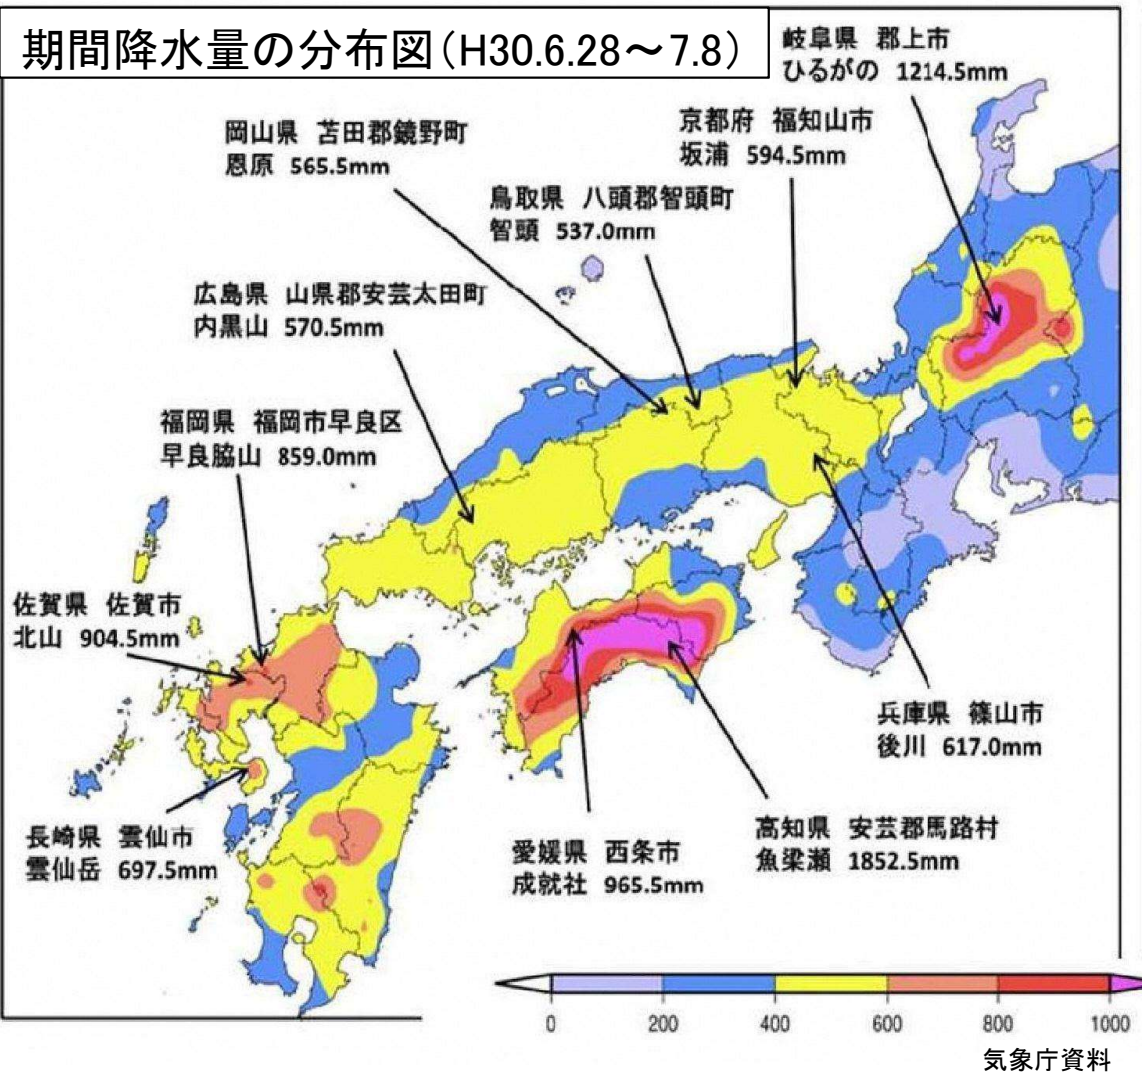 期間降水量の分布図(H30.6.28～7.8)
岐阜県 郡上市
ひるがの 1214.5mm
京都府 福知山市
坂浦 594.5mm
岡山県 苫田郡鏡野町
恩原 565.5mm
鳥取県 八頭郡智頭町
智頭 537.0mm
広島県 山県郡安芸太田町
内黒山 570.5mm
福岡県 福岡市早良区
早良脇山 859.0mm
佐賀県 佐賀市
北山 904.5mm
兵庫県 篠山市
後川 617.0mm
長崎県 雲仙市
雲仙岳 697.5mm
愛媛県 西条市
成就社 965.5mm
高知県 安芸郡馬路村
魚梁瀬 1852.5mm
0 200 400 600 800 1000
気象庁資料